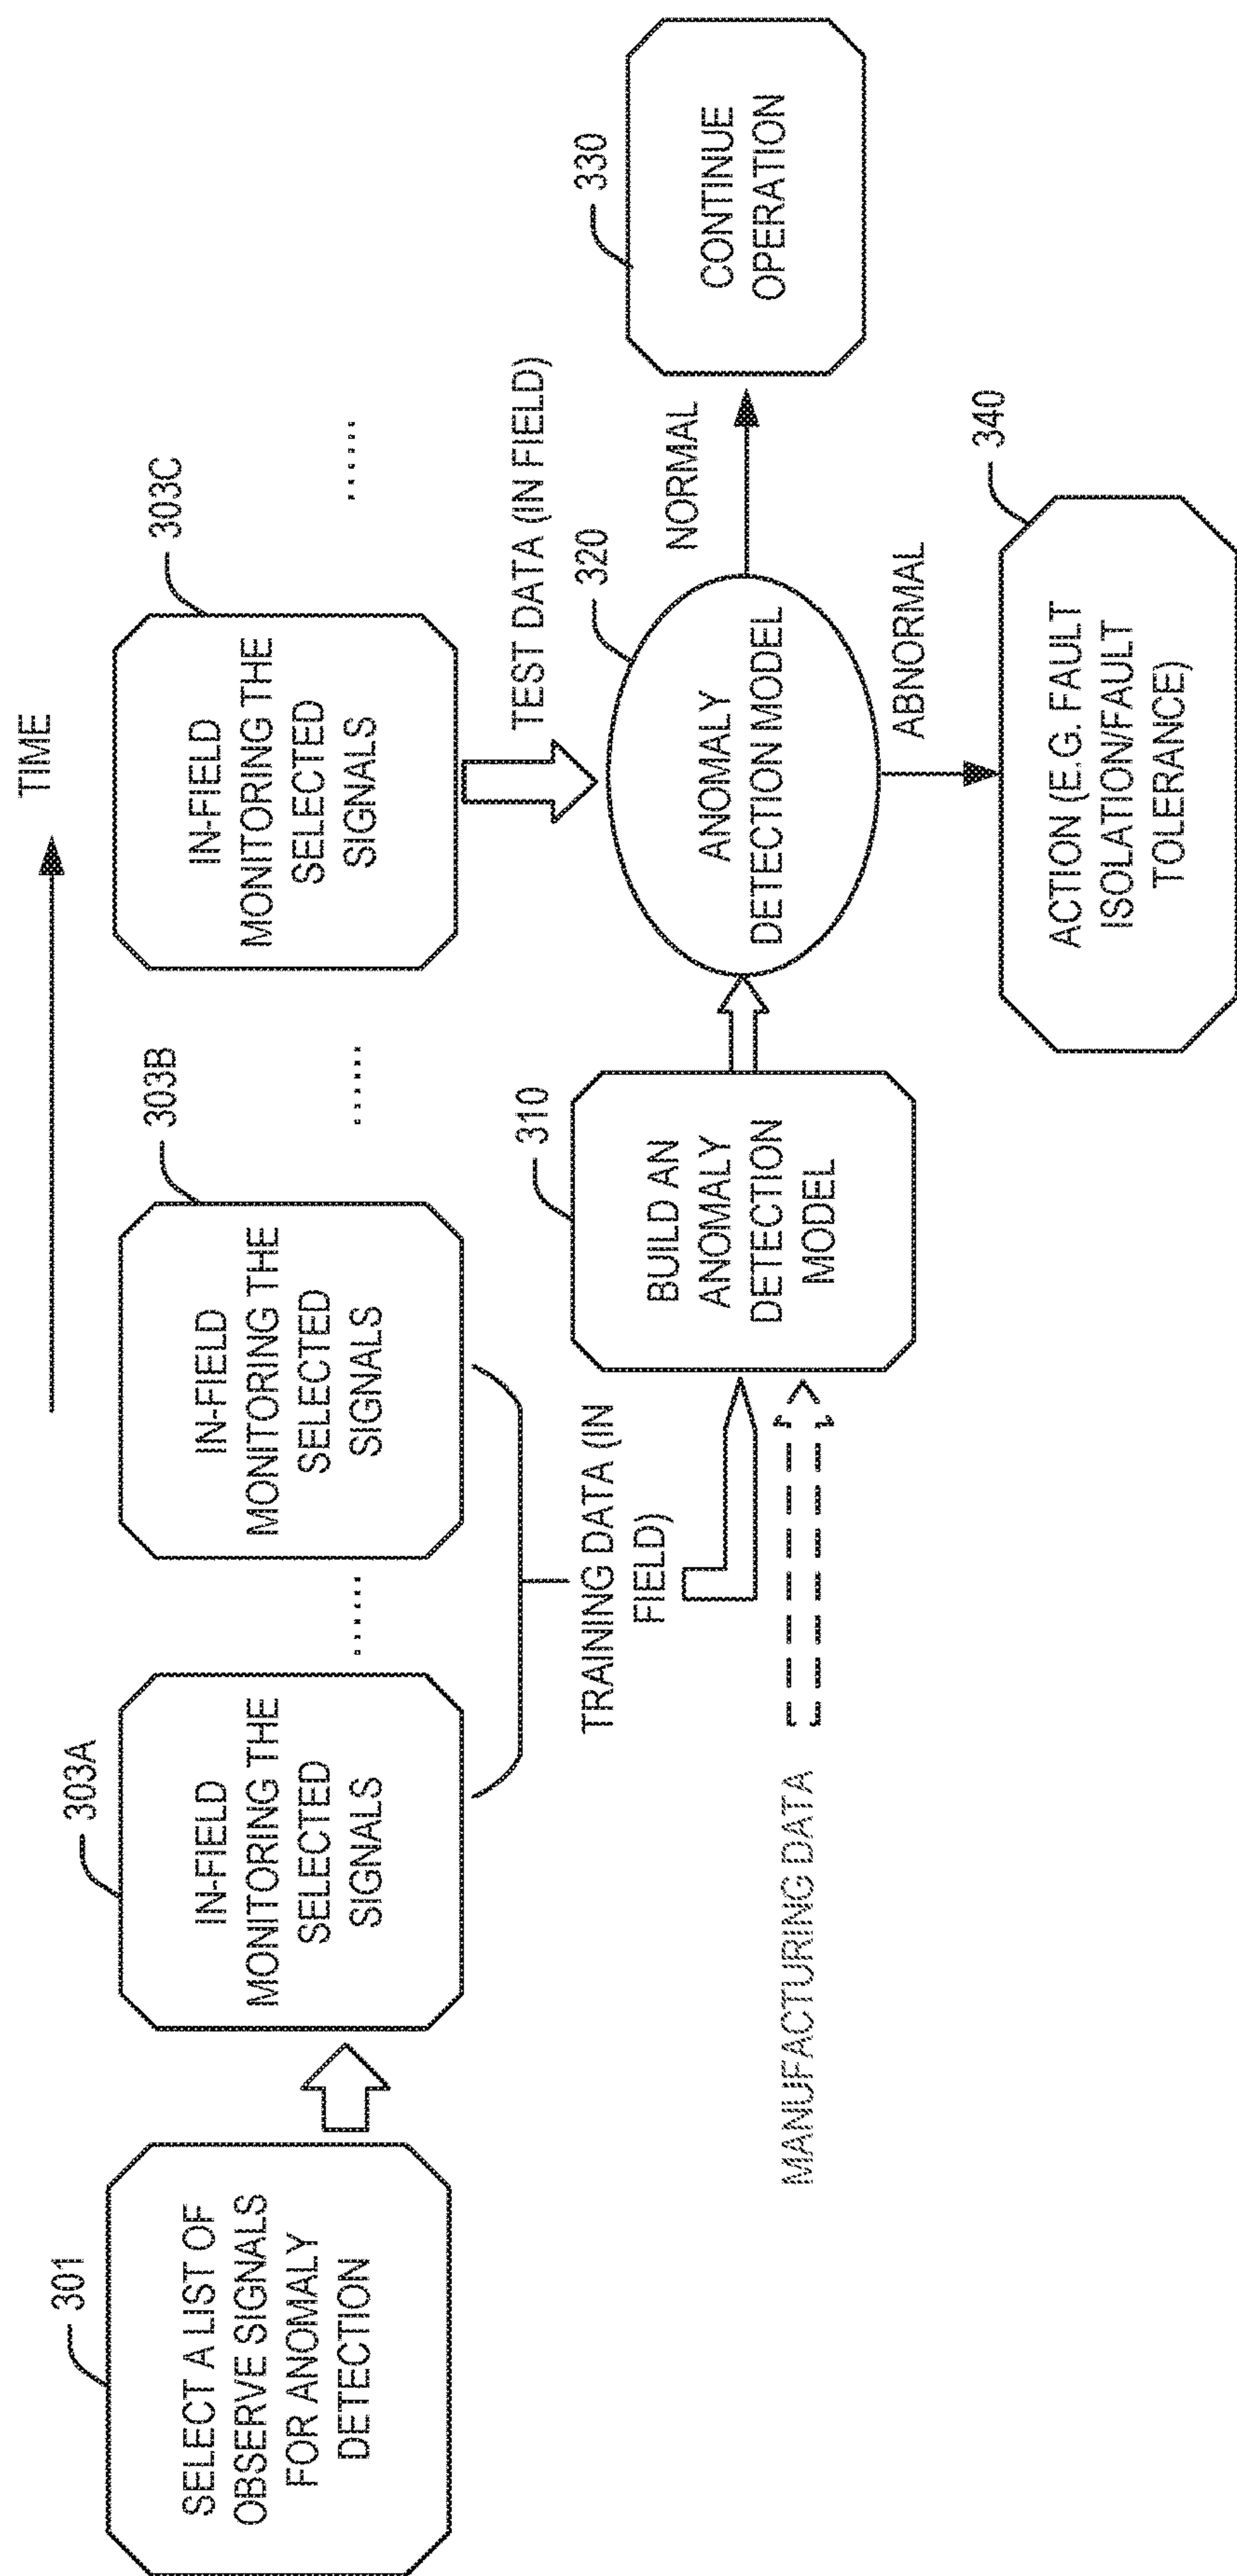 TIME
301
SELECT A LIST OF
OBSERVE SIGNALS
FOR ANOMALY
DETECTION
303A
IN-FIELD
MONITORING THE
SELECTED
SIGNALS
......
303B
IN-FIELD
MONITORING THE
SELECTED
SIGNALS
......
303C
IN-FIELD
MONITORING THE
SELECTED
SIGNALS
......
TRAINING DATA (IN
FIELD)
MANUFACTURING DATA
310
BUILD AN
ANOMALY
DETECTION
MODEL
TEST DATA (IN FIELD)
320
ANOMALY
DETECTION MODEL
NORMAL
330
CONTINUE
OPERATION
ABNORMAL
340
ACTION (E.G. FAULT
ISOLATION/FAULT
TOLERANCE)